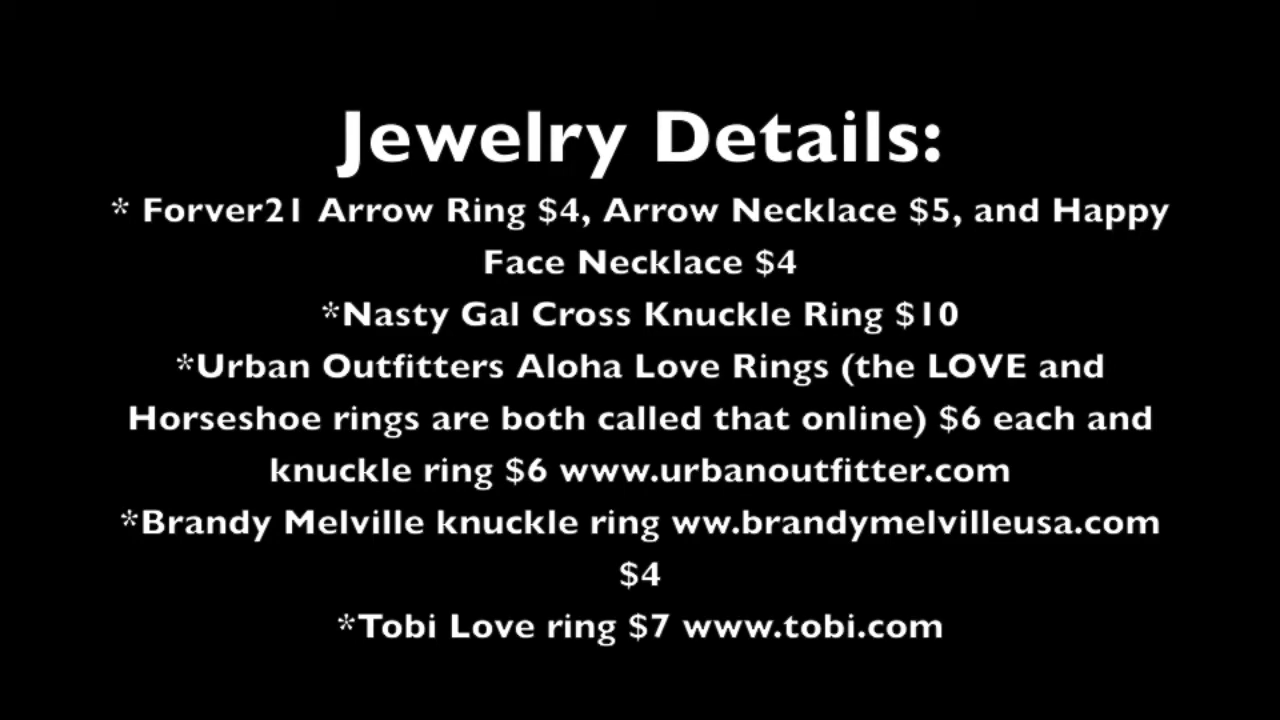 Jewelry Details:
* Forver21 Arrow Ring $4, Arrow Necklace $5, and Happy
Face Necklace $4
*Nasty Gal Cross Knuckle Ring $10
*Urban Outfitters Aloha Love Rings (the LOVE and
Horseshoe rings are both called that online) $6 each and
knuckle ring $6 www.urbanoutfitter.com
*Brandy Melville knuckle ring ww.brandymelvilleusa.com
$4
*Tobi Love ring $7 www.tobi.com